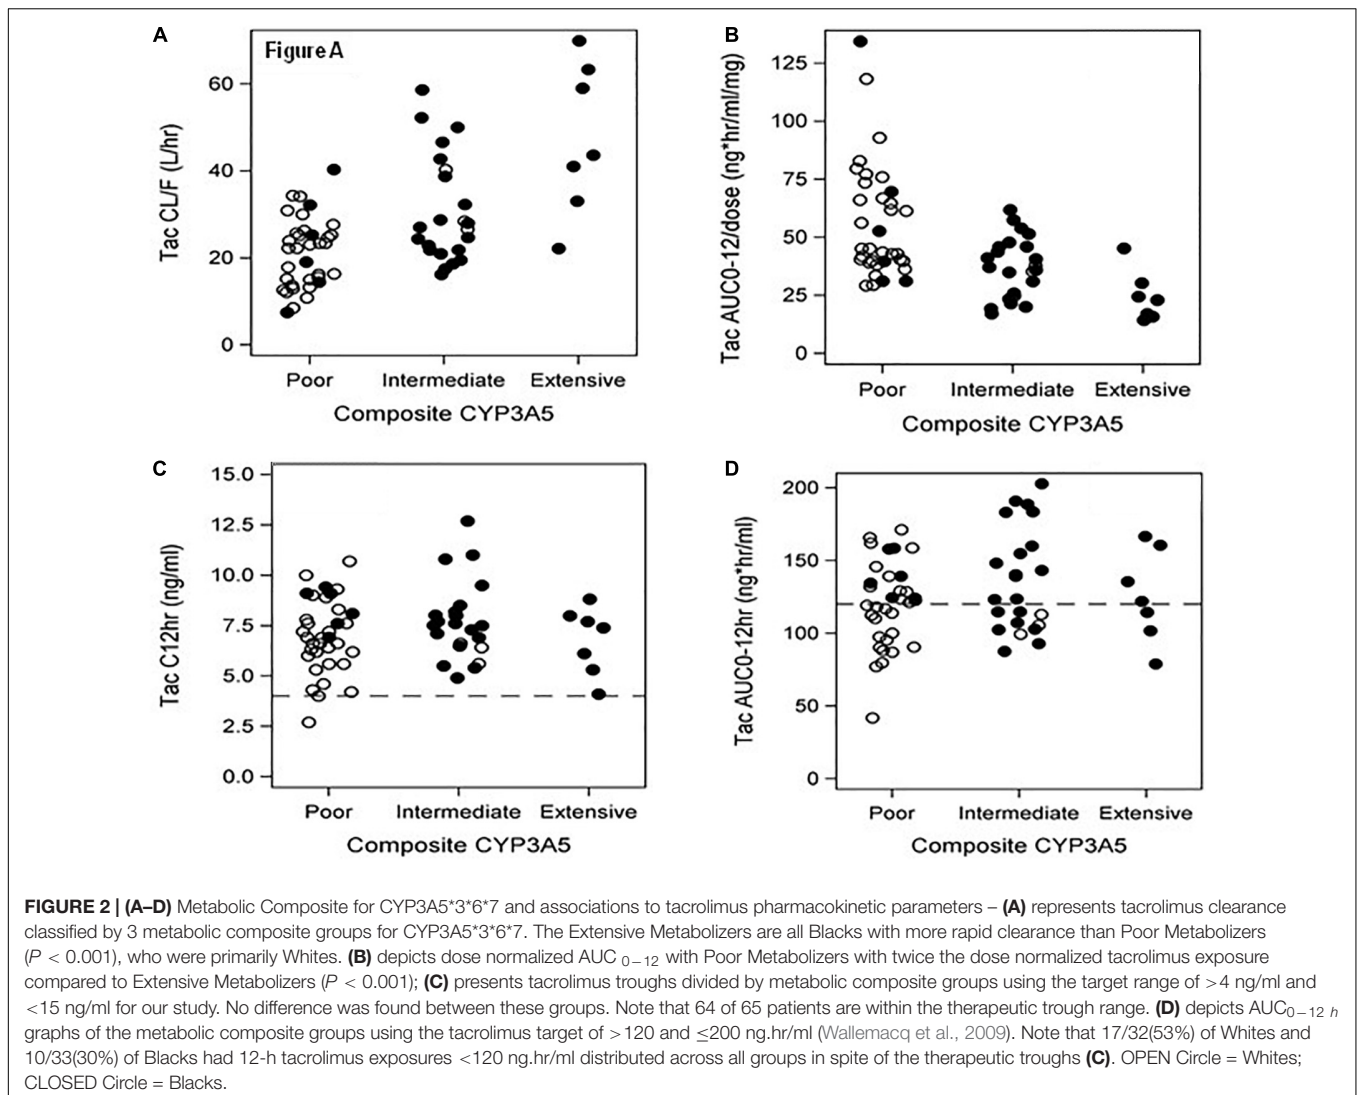 A
Figure A
Tac CL/F (L/hr)
60
40
20
0
Poor Intermediate Extensive
Composite CYP3A5
B
Tac AUC0-12/dose (ng*hr/ml/mg)
125
100
75
50
25
0
Poor Intermediate Extensive
Composite CYP3A5
C
Tac C12hr (ng/ml)
15.0
12.5
10.0
7.5
5.0
2.5
0.0
Poor Intermediate Extensive
Composite CYP3A5
D
Tac AUC0-12hr (ng*hr/ml)
200
150
100
50
0
Poor Intermediate Extensive
Composite CYP3A5
FIGURE 2 | (A–D) Metabolic Composite for CYP3A5*3*6*7 and associations to tacrolimus pharmacokinetic parameters – (A) represents tacrolimus clearance
classified by 3 metabolic composite groups for CYP3A5*3*6*7. The Extensive Metabolizers are all Blacks with more rapid clearance than Poor Metabolizers
(P < 0.001), who were primarily Whites. (B) depicts dose normalized AUC 0−12 with Poor Metabolizers with twice the dose normalized tacrolimus exposure
compared to Extensive Metabolizers (P < 0.001); (C) presents tacrolimus troughs divided by metabolic composite groups using the target range of >4 ng/ml and
<15 ng/ml for our study. No difference was found between these groups. Note that 64 of 65 patients are within the therapeutic trough range. (D) depicts AUC0−12 h
graphs of the metabolic composite groups using the tacrolimus target of >120 and ≤200 ng.hr/ml (Wallemacq et al., 2009). Note that 17/32(53%) of Whites and
10/33(30%) of Blacks had 12-h tacrolimus exposures <120 ng.hr/ml distributed across all groups in spite of the therapeutic troughs (C). OPEN Circle = Whites;
CLOSED Circle = Blacks.